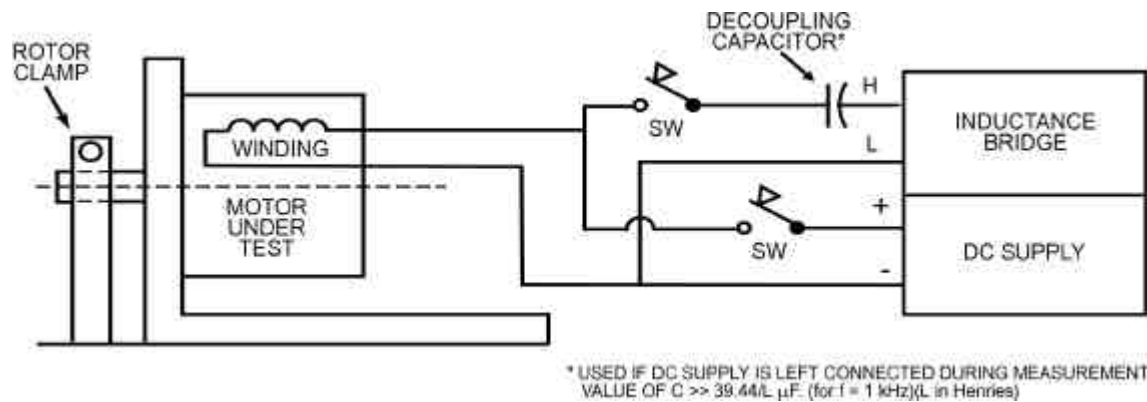 ROTOR
CLAMP
DECOUPLING
CAPACITOR*
H
SW
WINDING
L
INDUCTANCE
BRIDGE
MOTOR
UNDER
TEST
+
SW
DC SUPPLY
-
* USED IF DC SUPPLY IS LEFT CONNECTED DURING MEASUREMENT
VALUE OF C >> 39.44/L µF. (for f = 1 kHz)(L in Henries)